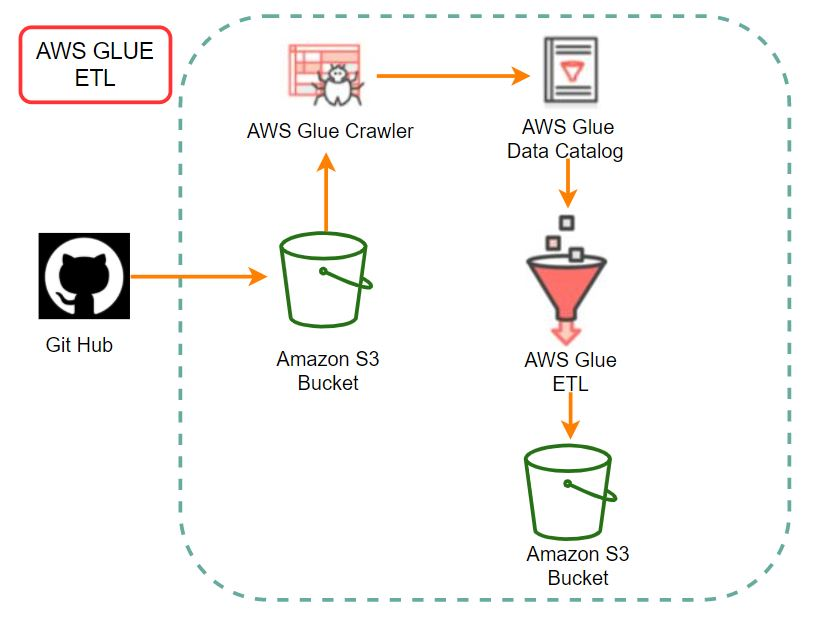 AWS GLUE
ETL
AWS Glue Crawler
AWS Glue
Data Catalog
Git Hub
Amazon S3
Bucket
AWS Glue
ETL
Amazon S3
Bucket